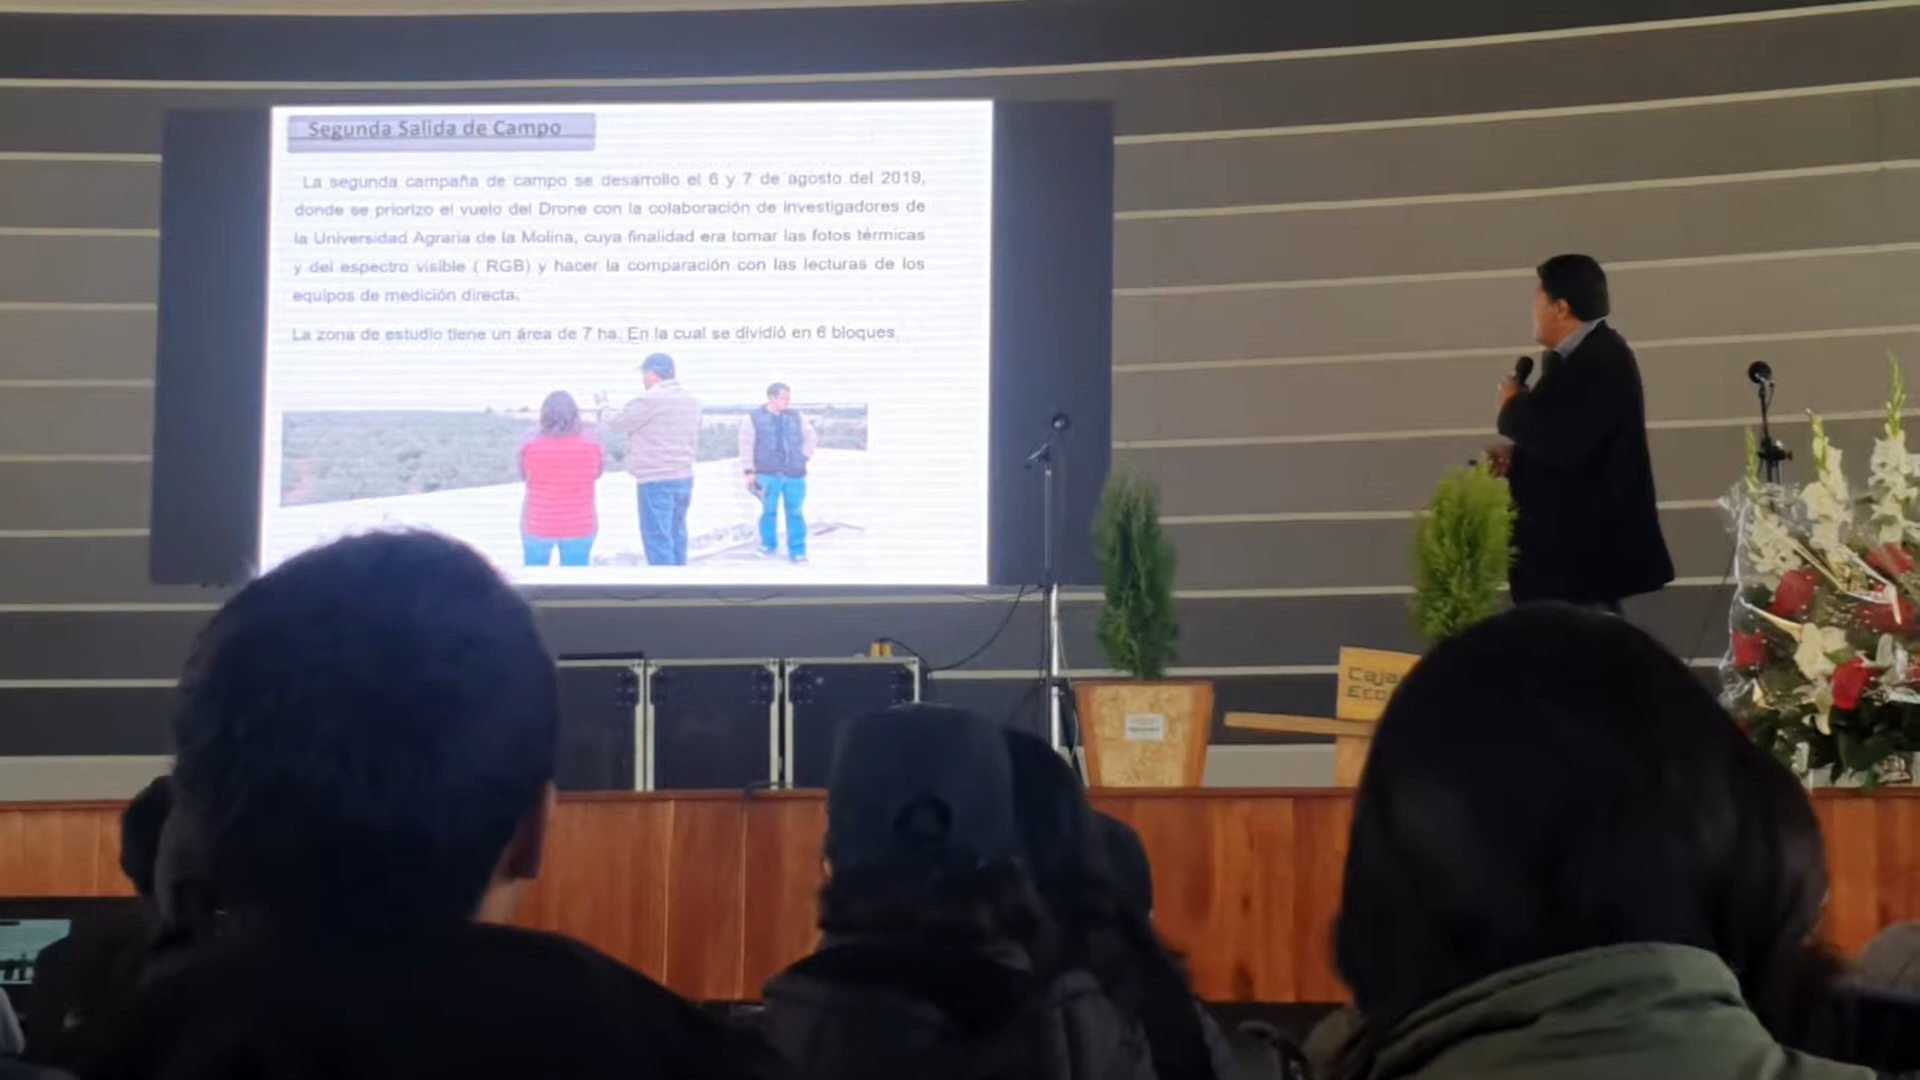 Segunda Salida de Campo
La segunda campaña de campo se desarrollo el 6 y 7 de agosto del 2019,
donde se priorizo el vuelo del Drone con la colaboración de investigadores de
la Universidad Agraria de la Molina, cuya finalidad era tomar las fotos térmicas
y del espectro visible ( RGB) y hacer la comparación con las lecturas de los
equipos de medición directa.
La zona de estudio tiene un área de 7 ha. En la cual se dividió en 6 bloques.